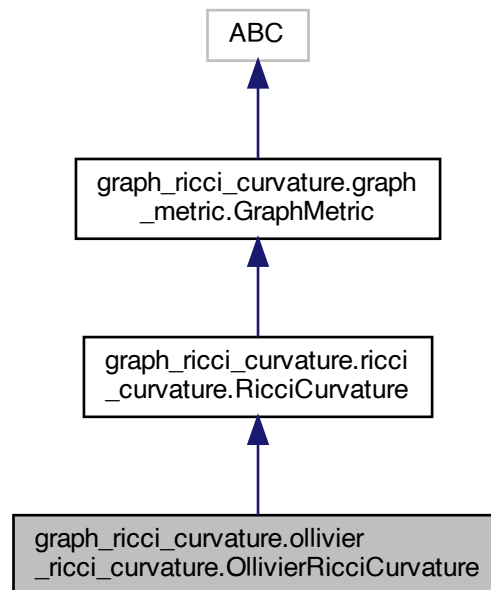 ABC
graph_ricci_curvature.graph
_metric.GraphMetric
graph_ricci_curvature.ricci
_curvature.RicciCurvature
graph_ricci_curvature.ollivier
_ricci_curvature.OllivierRicciCurvature